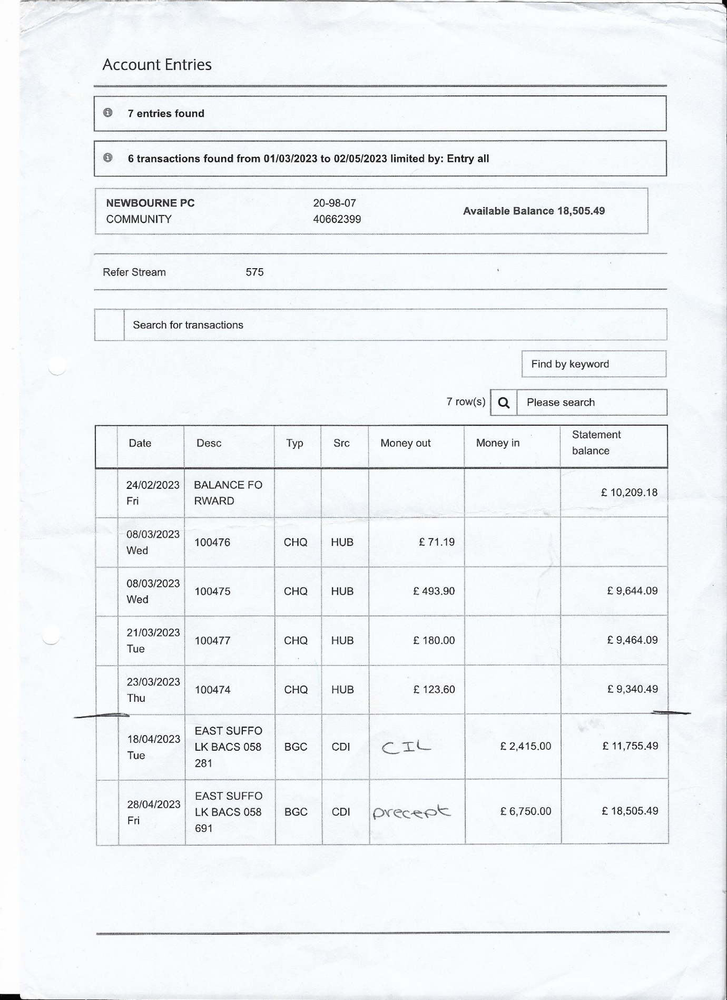 Account Entries
7 entries found
6 transactions found from 01/03/2023 to 02/05/2023 limited by: Entry all
NEWBOURNE PC 20-98-07
COMMUNITY 40662399 Available Balance 18,505.49
Refer Stream 575
Search for transactions
Find by keyword
7 row(s) Please search
Date Desc Typ Src Money out Money in Statement
balance
24/02/2023 BALANCE FO £ 10,209.18
Fri RWARD
08/03/2023 100476 CHQ HUB £ 71.19
Wed
08/03/2023 100475 CHQ HUB £ 493.90 £ 9,644.09
Wed
21/03/2023 100477 CHQ HUB £ 180.00 £ 9,464.09
Tue
23/03/2023 100474 CHQ HUB £ 123.60 £ 9,340.49
Thu
EAST SUFFO
18/04/2023 LK BACS 058 BGC CDI CIL £ 2,415.00 £ 11,755.49
Tue 281
EAST SUFFO
28/04/2023 LK BACS 058 BGC CDI precept £ 6,750.00 £ 18,505.49
Fri 691